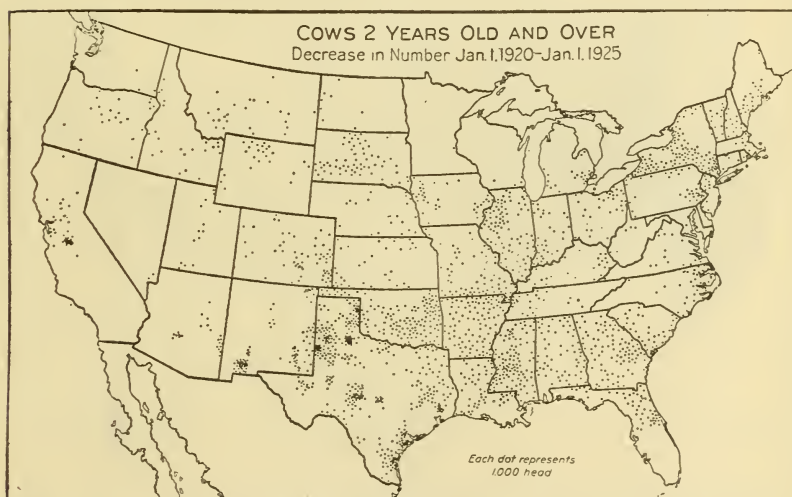 COWS 2 YEARS OLD AND OVER
Decrease in Number Jan. 1, 1920-Jan. 1, 1925
Each dot represents
1,000 head